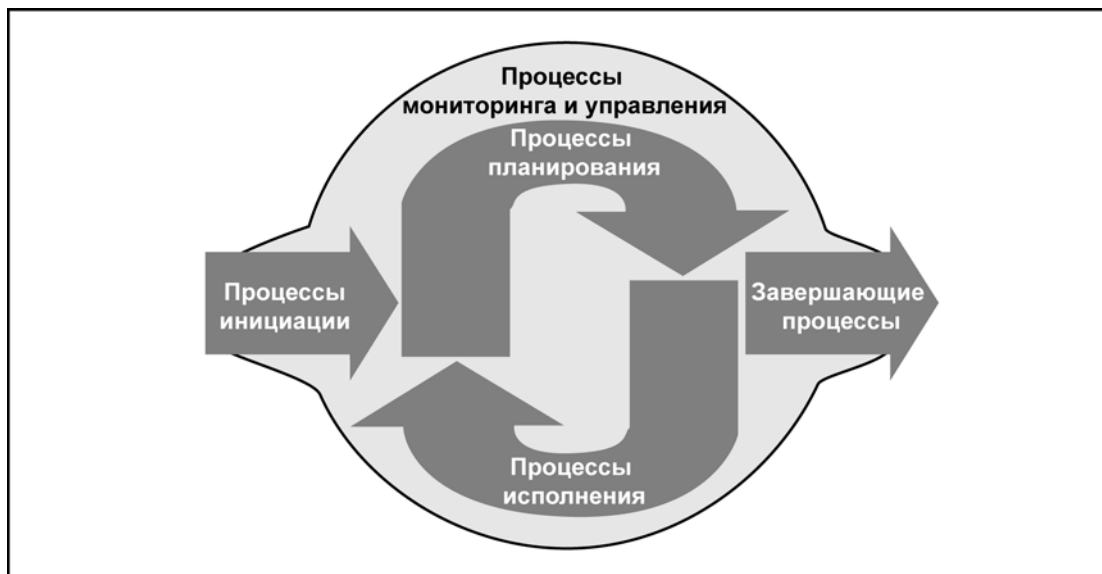 Процессы
мониторинга и управления
Процессы
планирования
Процессы
инициации
Завершающие
процессы
Процессы
исполнения